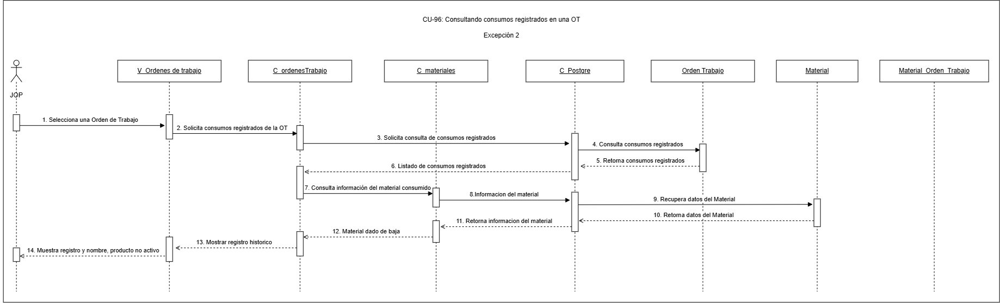 CU-96: Consultando consumos registrados en una OT
Excepción 2
JOP
V_Ordenes de trabajo
C_ordenesTrabajo
C_materiales
C_Postgre
Orden Trabajo
Material
Material_Orden_Trabajo
1. Selecciona una Orden de Trabajo
2. Solicita consumos registrados de la OT
3. Solicita consulta de consumos registrados
4. Consulta consumos registrados
5. Retorna consumos registrados
6. Listado de consumos registrados
7. Consulta información del material consumido
8.Informacion del material
9. Recupera datos del Material
10. Retorna datos del Material
11. Retorna informacion del material
12. Material dado de baja
13. Mostrar registro historico
14. Muestra registro y nombre, producto no activo